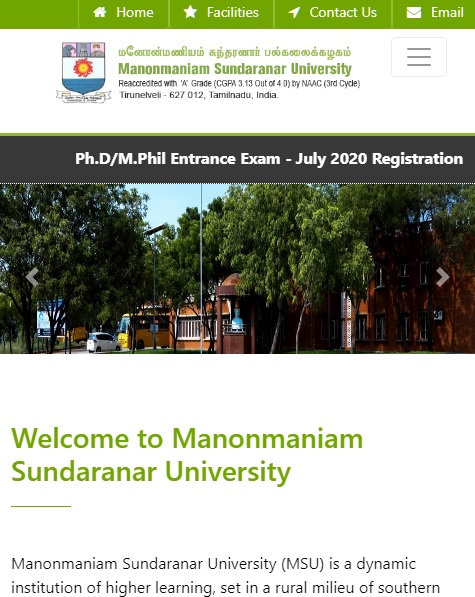 Home Facilities Contact Us Email
மனோன்மணியம் சுந்தரனார் பல்கலைக்கழகம்
Manonmaniam Sundaranar University
Reaccredited with 'A' Grade (CGPA 3.13 Out of 4.0) by NAAC (3rd Cycle)
Tirunelveli - 627 012, Tamilnadu, India.
Ph.D/M.Phil Entrance Exam - July 2020 Registration
Welcome to Manonmaniam
Sundaranar University
Manonmaniam Sundaranar University (MSU) is a dynamic
institution of higher learning, set in a rural milieu of southern